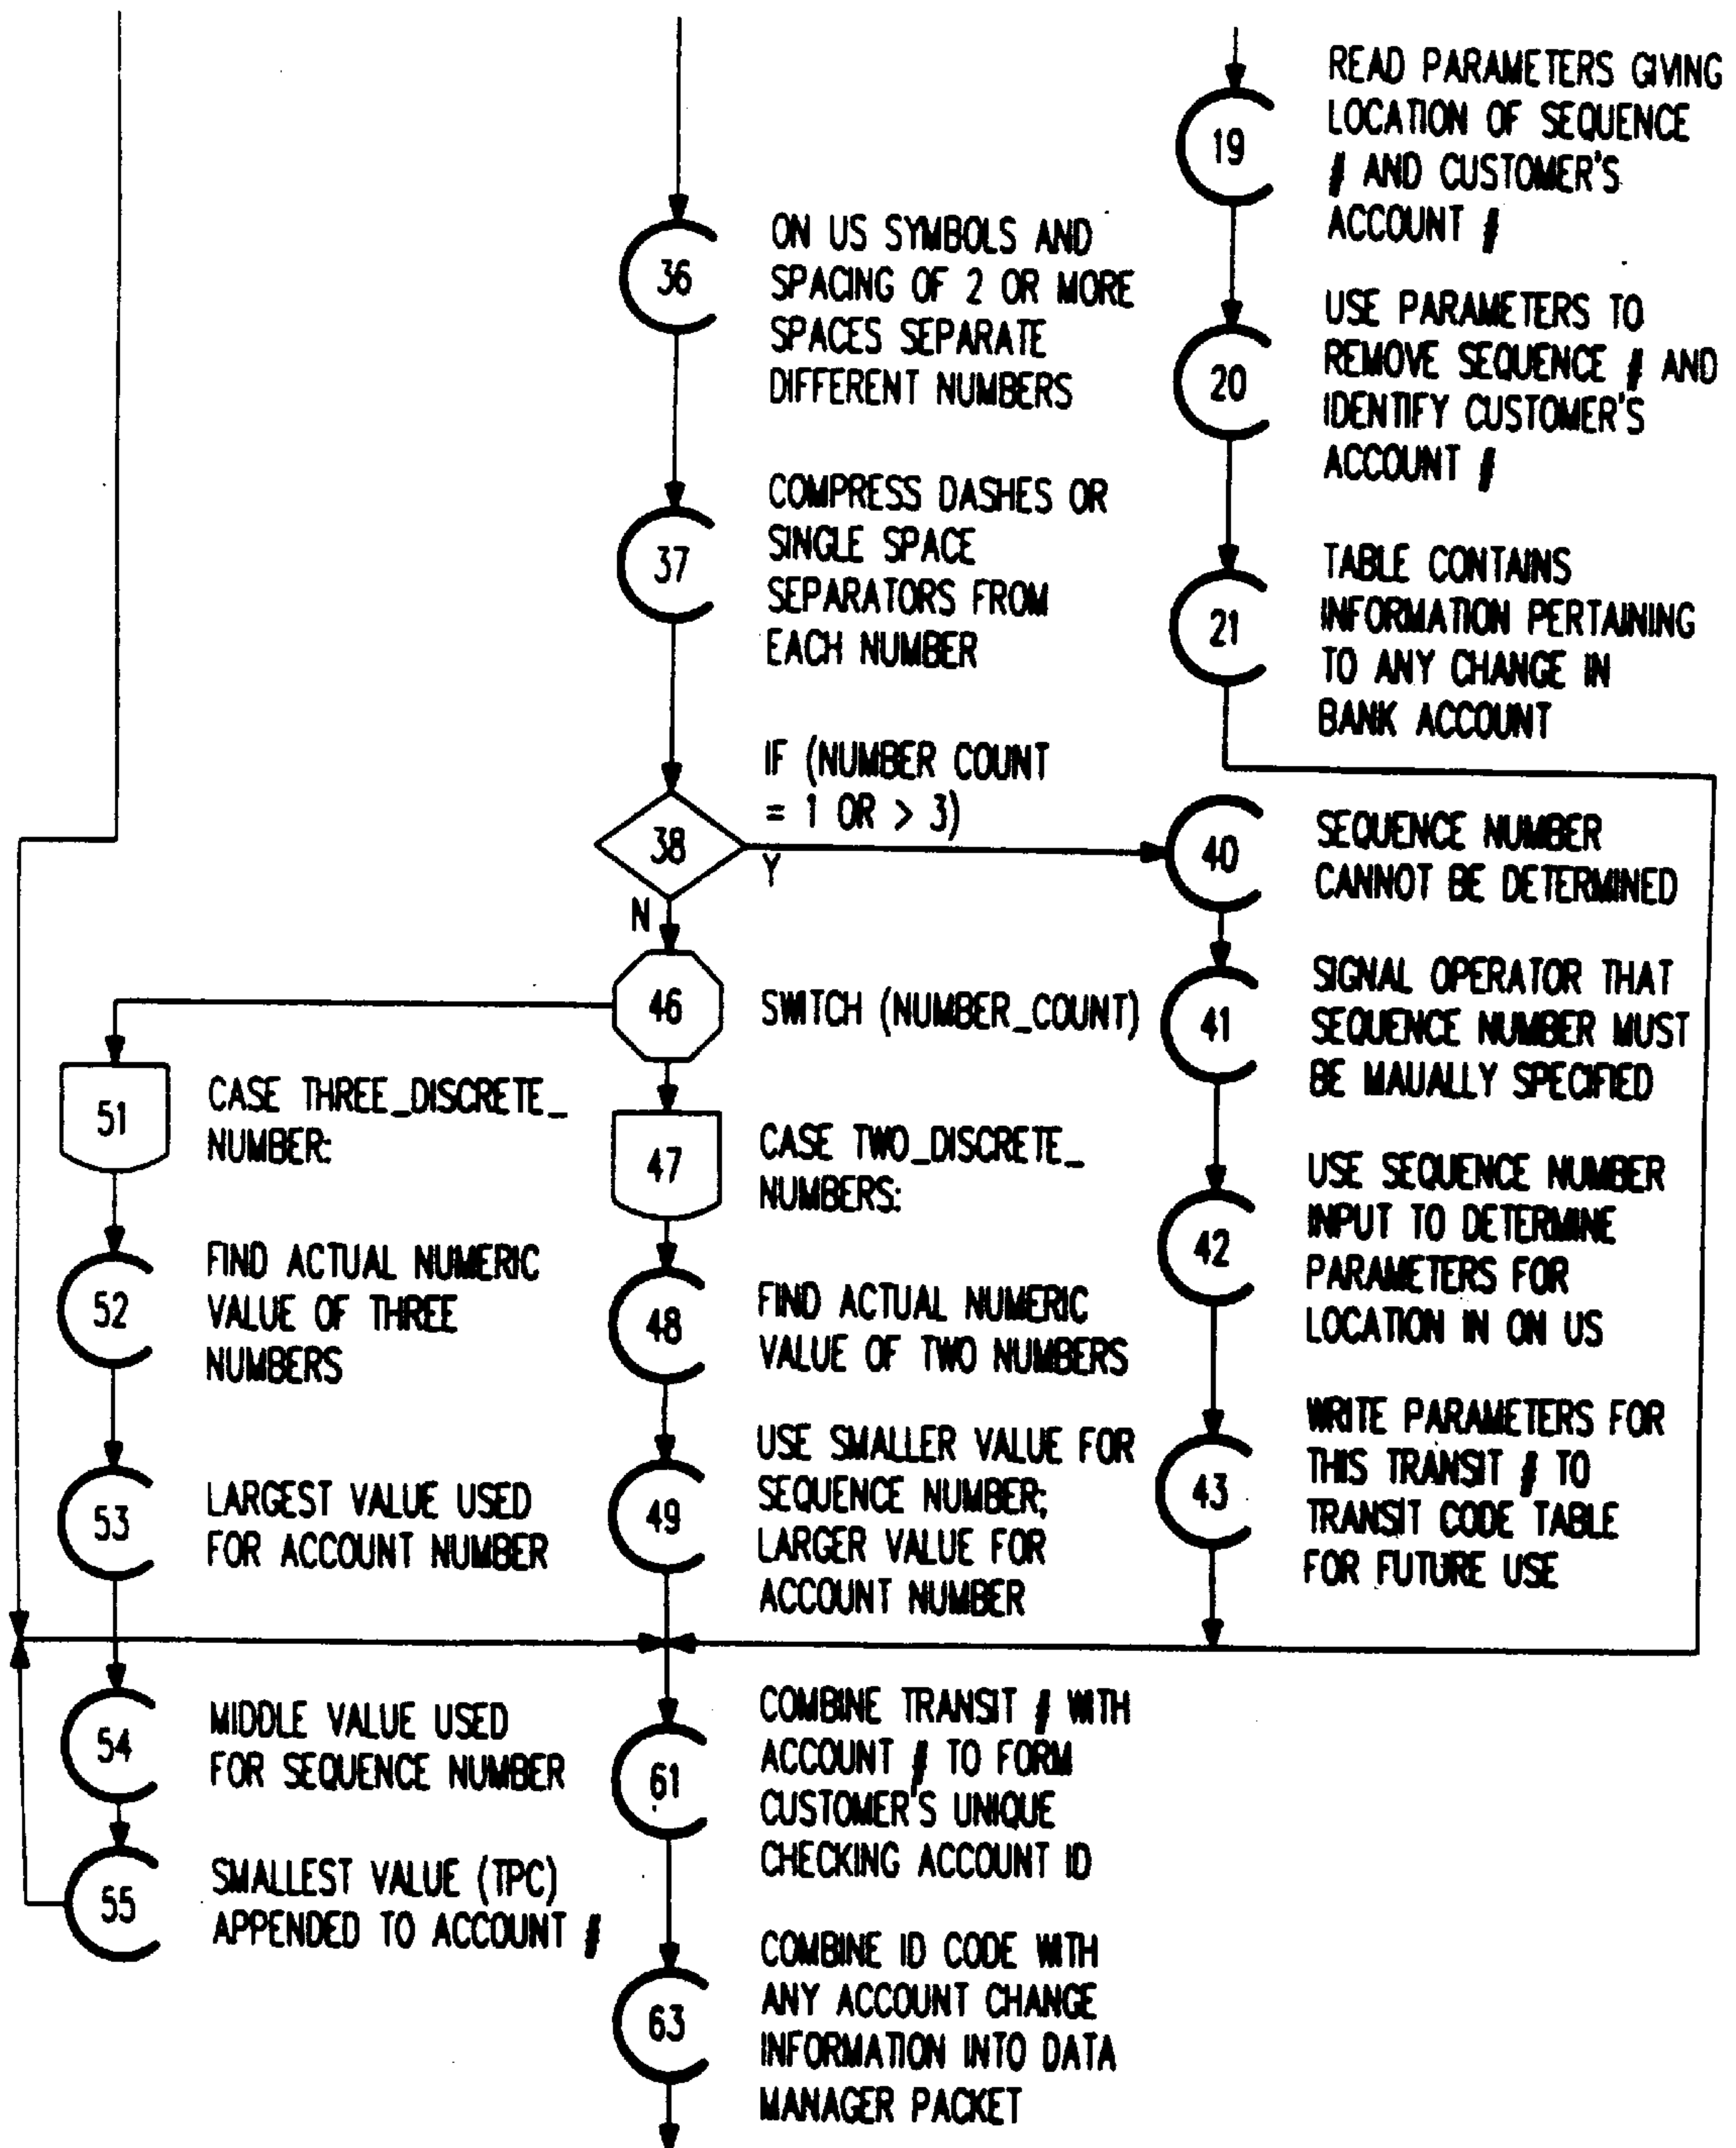 19
READ PARAMETERS GIVING
LOCATION OF SEQUENCE
# AND CUSTOMER'S
ACCOUNT #
36
ON US SYMBOLS AND
SPACING OF 2 OR MORE
SPACES SEPARATE
DIFFERENT NUMBERS
20
USE PARAMETERS TO
REMOVE SEQUENCE # AND
IDENTIFY CUSTOMER'S
ACCOUNT #
37
COMPRESS DASHES OR
SINGLE SPACE
SEPARATORS FROM
EACH NUMBER
21
TABLE CONTAINS
INFORMATION PERTAINING
TO ANY CHANGE IN
BANK ACCOUNT
38
IF (NUMBER COUNT
= 1 OR > 3)
Y
N
40
SEQUENCE NUMBER
CANNOT BE DETERMINED
46
SWITCH (NUMBER_COUNT)
41
SIGNAL OPERATOR THAT
SEQUENCE NUMBER MUST
BE MAUALLY SPECIFIED
51
CASE THREE_DISCRETE_
NUMBER:
47
CASE TWO_DISCRETE_
NUMBERS:
42
USE SEQUENCE NUMBER
INPUT TO DETERMINE
PARAMETERS FOR
LOCATION IN ON US
52
FIND ACTUAL NUMERIC
VALUE OF THREE
NUMBERS
48
FIND ACTUAL NUMERIC
VALUE OF TWO NUMBERS
43
WRITE PARAMETERS FOR
THIS TRANSIT # TO
TRANSIT CODE TABLE
FOR FUTURE USE
53
LARGEST VALUE USED
FOR ACCOUNT NUMBER
49
USE SMALLER VALUE FOR
SEQUENCE NUMBER;
LARGER VALUE FOR
ACCOUNT NUMBER
54
MIDDLE VALUE USED
FOR SEQUENCE NUMBER
61
COMBINE TRANSIT # WITH
ACCOUNT # TO FORM
CUSTOMER'S UNIQUE
CHECKING ACCOUNT ID
55
SMALLEST VALUE (TPC)
APPENDED TO ACCOUNT #
63
COMBINE ID CODE WITH
ANY ACCOUNT CHANGE
INFORMATION INTO DATA
MANAGER PACKET